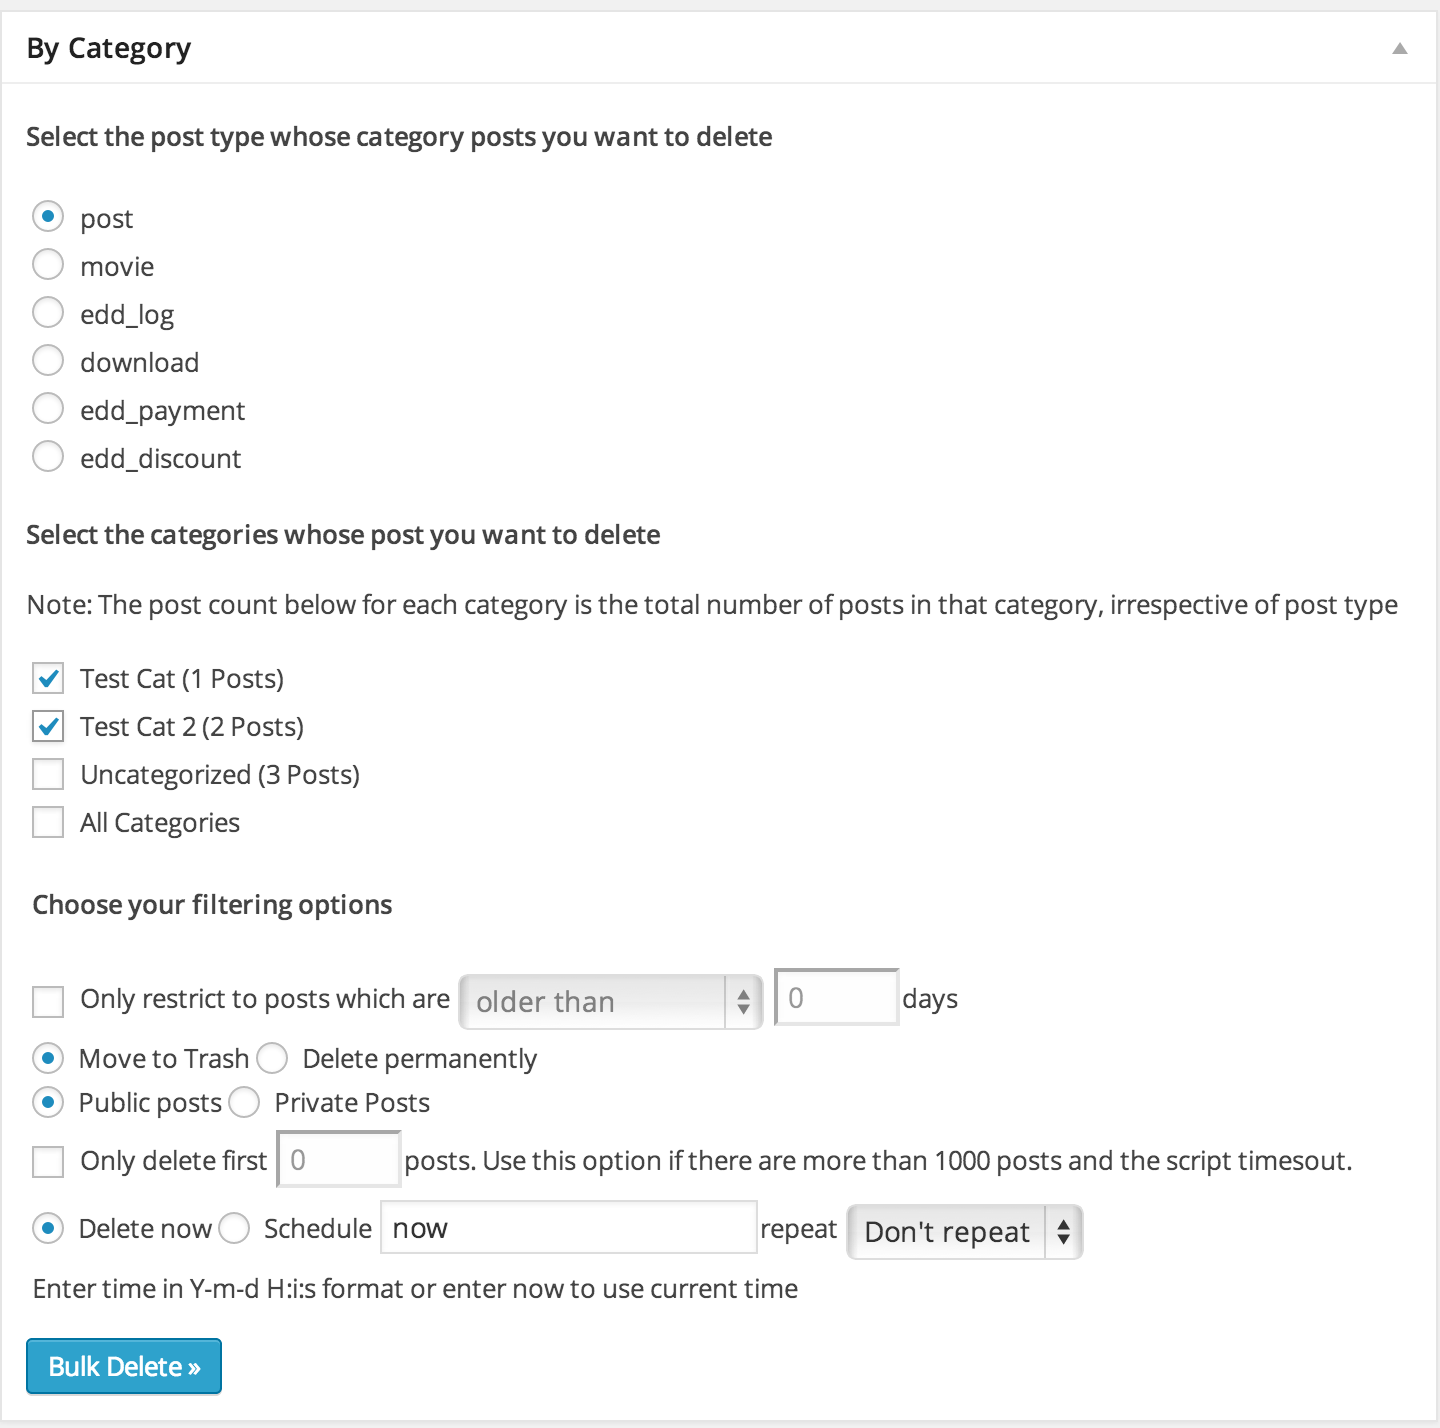 By Category
Select the post type whose category posts you want to delete
post
movie
edd_log
download
edd_payment
edd_discount
Select the categories whose post you want to delete
Note: The post count below for each category is the total number of posts in that category, irrespective of post type
Test Cat (1 Posts)
Test Cat 2 (2 Posts)
Uncategorized (3 Posts)
All Categories
Choose your filtering options
Only restrict to posts which are older than 0 days
Move to Trash Delete permanently
Public posts Private Posts
Only delete first 0 posts. Use this option if there are more than 1000 posts and the script timesout.
Delete now Schedule now repeat Don't repeat
Enter time in Y-m-d H:i:s format or enter now to use current time
Bulk Delete »